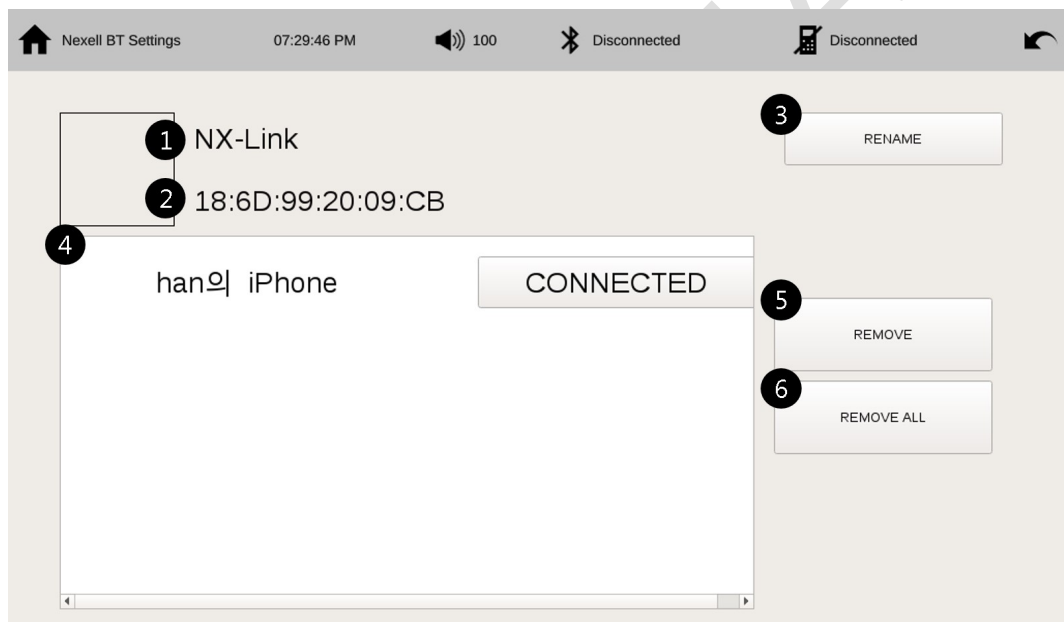 Nexell BT Settings 07:29:46 PM 100 Disconnected Disconnected
3
1 NX-Link RENAME
2 18:6D:99:20:09:CB
4
han의 iPhone CONNECTED
5
REMOVE
6
REMOVE ALL